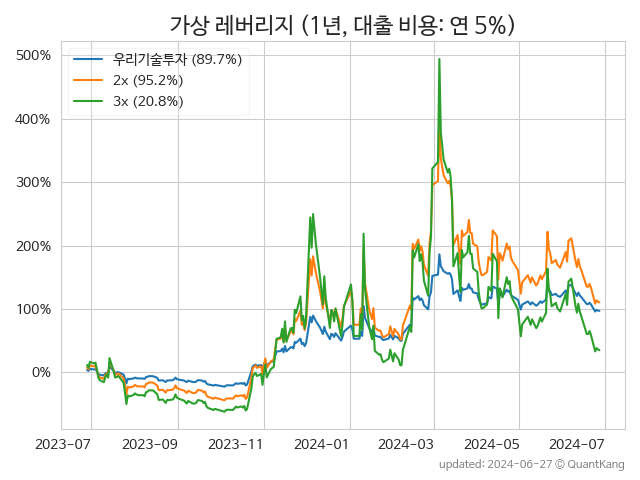 가상 레버리지 (1년, 대출 비용: 연 5%)
우리기술투자 (89.7%)
2x (95.2%)
3x (20.8%)
500%
400%
300%
200%
100%
0%
2023-07 2023-09 2023-11 2024-01 2024-03 2024-05 2024-07
updated: 2024-06-27 © QuantKang